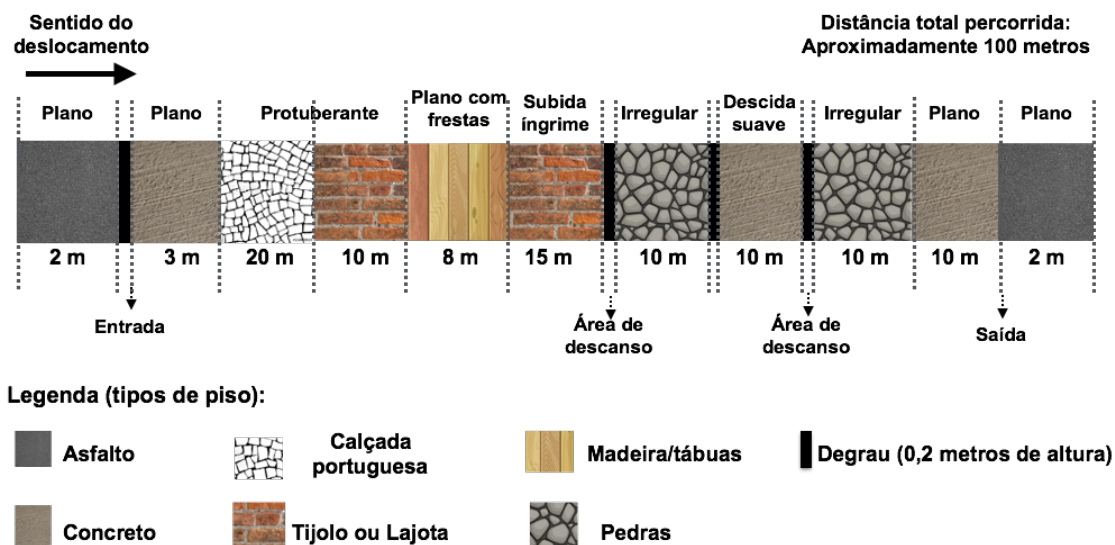 Sentido do
deslocamento
Distância total percorrida:
Aproximadamente 100 metros
Plano
Plano
Protuberante
Plano com
frestas
Subida
íngrime
Irregular
Descida
suave
Irregular
Plano
Plano
2 m
3 m
20 m
10 m
8 m
15 m
10 m
10 m
10 m
10 m
2 m
Entrada
Área de
descanso
Área de
descanso
Saída
Legenda (tipos de piso):
Asfalto
Calçada
portuguesa
Madeira/tábuas
Degrau (0,2 metros de altura)
Concreto
Tijolo ou Lajota
Pedras